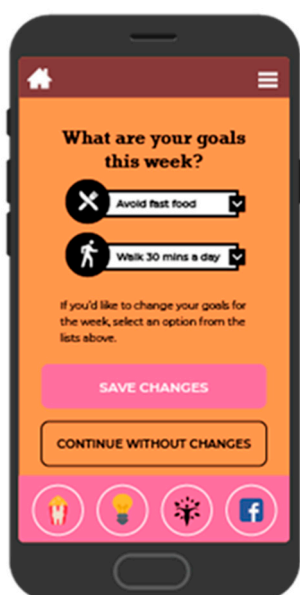 What are your goals
this week?
Avoid fast food
Walk 30 mins a day
If you'd like to change your goals for
the week, select an option from the
lists above.
SAVE CHANGES
CONTINUE WITHOUT CHANGES